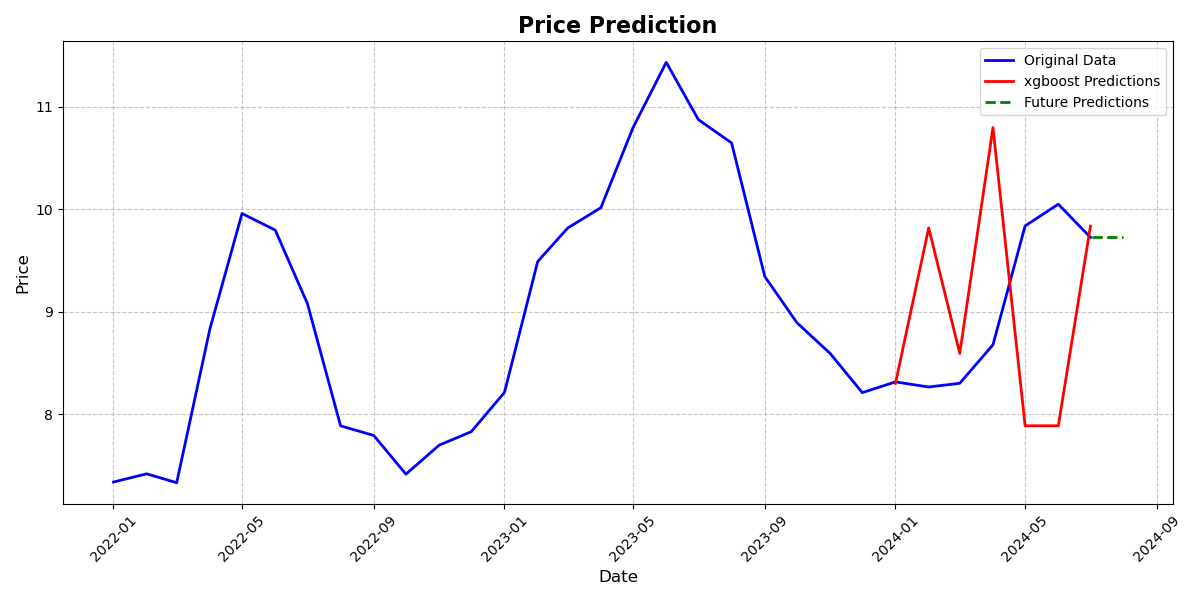 Price Prediction
Original Data
xgboost Predictions
Future Predictions
Price
11
10
9
8
2022-01
2022-05
2022-09
2023-01
2023-05
2023-09
2024-01
2024-05
2024-09
Date